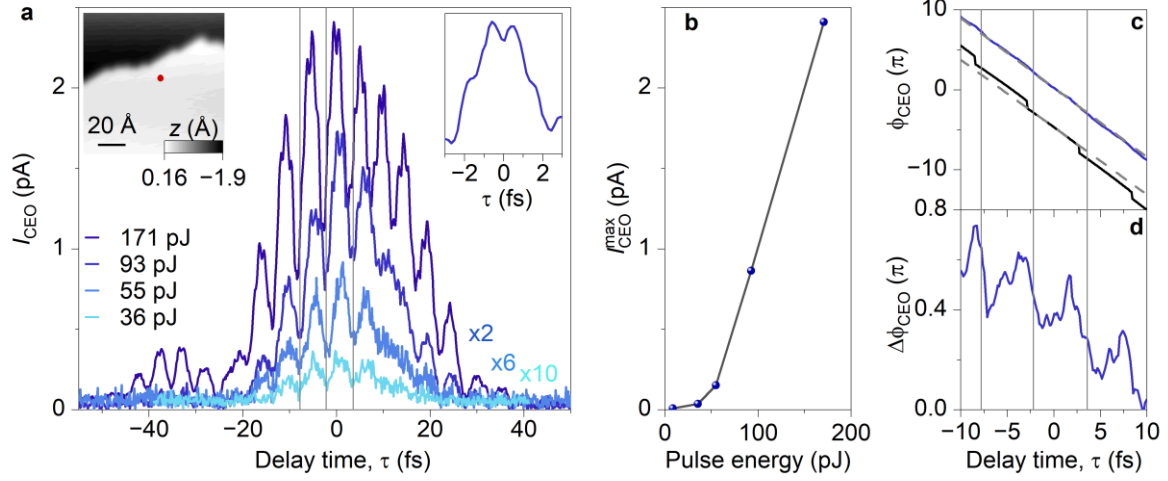 a
20 Å
z (Å)
0.16 −1.9
−2 0 2
τ (fs)
171 pJ
93 pJ
55 pJ
36 pJ
x2
x6
x10
2
1
0
I_CEO (pA)
−40 −20 0 20 40
Delay time, τ (fs)
b
2
1
0
I_CEO^max (pA)
0 100 200
Pulse energy (pJ)
c
10
0
−10
ϕ_CEO (π)
d
0.8
0.4
0.0
Δϕ_CEO (π)
−10 −5 0 5 10
Delay time, τ (fs)